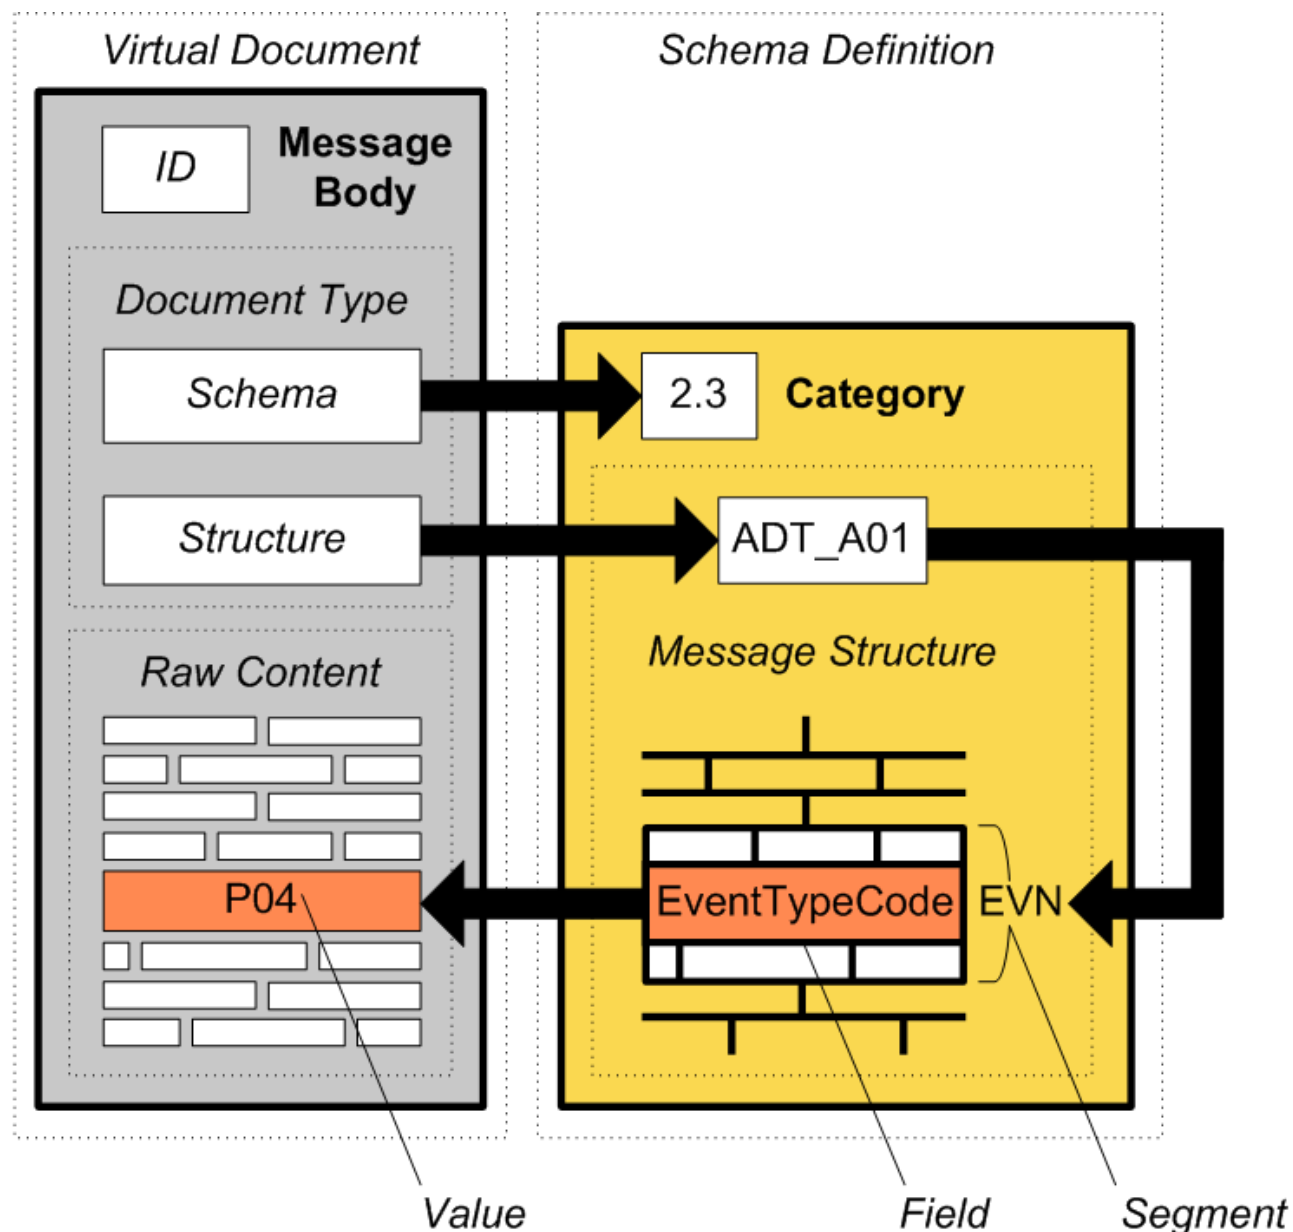 Virtual Document
Schema Definition
ID
Message
Body
Document Type
Schema
2.3
Category
Structure
ADT_A01
Message Structure
Raw Content
P04
EventTypeCode
EVN
Value
Field
Segment